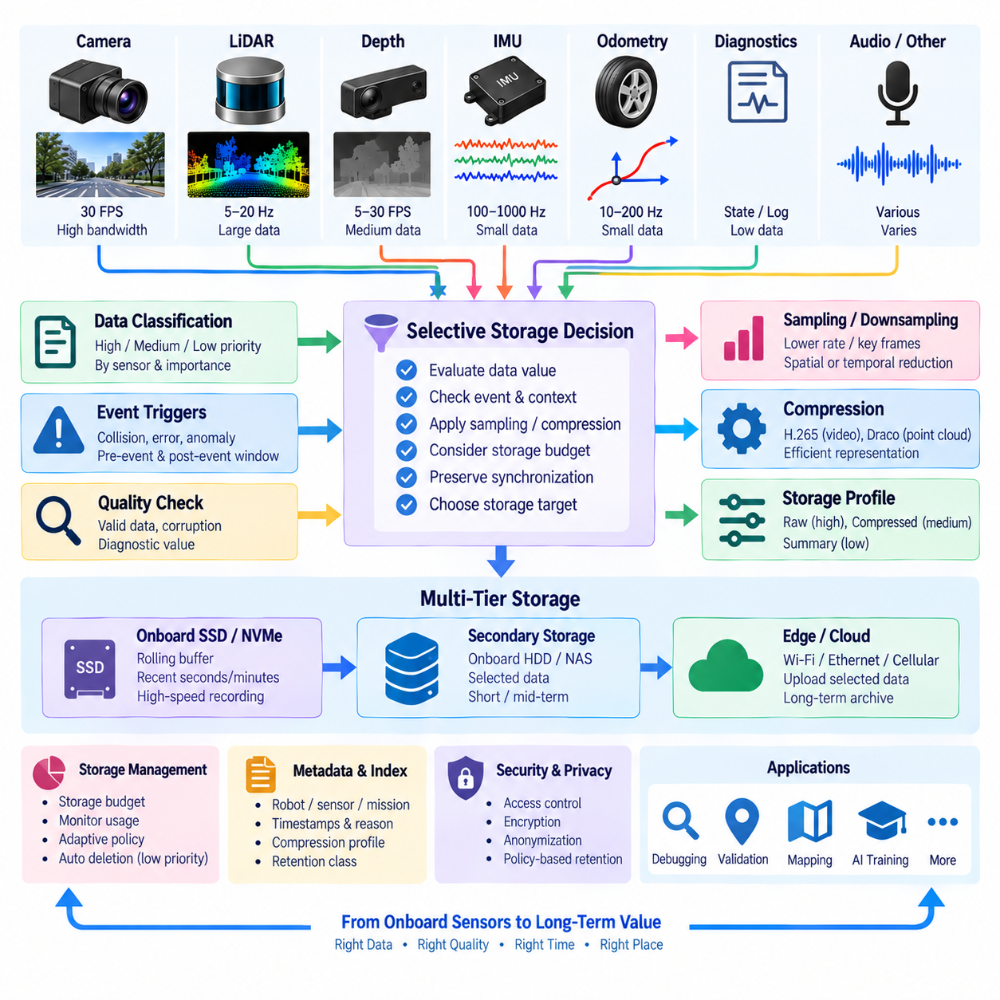 Camera
30 FPS
High bandwidth
LiDAR
5–20 Hz
Large data
Depth
5–30 FPS
Medium data
IMU
IMU
100–1000 Hz
Small data
Odometry
10–200 Hz
Small data
Diagnostics
State / Log
Low data
Audio / Other
Various
Varies
Data Classification
High / Medium / Low priority
By sensor & importance
Event Triggers
Collision, error, anomaly
Pre-event & post-event window
Quality Check
Valid data, corruption
Diagnostic value
Selective Storage Decision
Evaluate data value
Check event & context
Apply sampling / compression
Consider storage budget
Preserve synchronization
Choose storage target
Sampling / Downsampling
Lower rate / key frames
Spatial or temporal reduction
Compression
H.265 (video), Draco (point cloud)
Efficient representation
Storage Profile
Raw (high), Compressed (medium)
Summary (low)
Multi-Tier Storage
SSD
Onboard SSD / NVMe
Rolling buffer
Recent seconds/minutes
High-speed recording
Secondary Storage
Onboard HDD / NAS
Selected data
Short / mid-term
Edge / Cloud
Wi-Fi / Ethernet / Cellular
Upload selected data
Long-term archive
Storage Management
• Storage budget
• Monitor usage
• Adaptive policy
• Auto deletion (low priority)
Metadata & Index
• Robot / sensor / mission
• Timestamps & reason
• Compression profile
• Retention class
Security & Privacy
• Access control
• Encryption
• Anonymization
• Policy-based retention
Applications
Debugging
Validation
Mapping
AI Training
More
From Onboard Sensors to Long-Term Value
Right Data • Right Quality • Right Time • Right Place